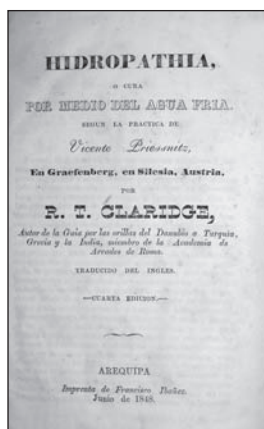 HIDROPATHIA,
O CURA
POR MEDIO DEL AGUA FRIA.
SEGUN LA PRACTICA DE
Vicente Priessnitz,
En Graefenberg, en Silesia, Austria,
POR
R. T. CLARIDGE,
Autor de la Guia por las orillas del Danubio a Turquia,
Grecia y la India, miembro de la Academia de
Arcades de Roma.
TRADUCIDO DEL INGLES.
—CUARTA EDICION.—
AREQUIPA
Imprenta de Francisco Ibañez.
Junio de 1848.